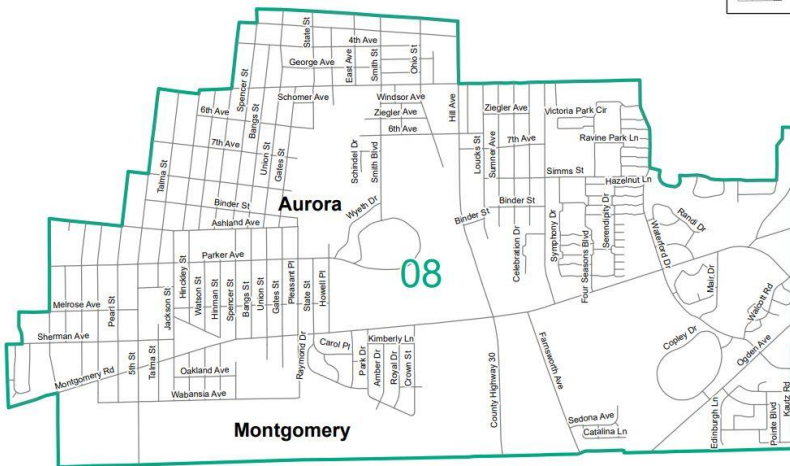 State St
4th Ave
George Ave
East Ave
Smith St
Ohio St
Spencer St
Schomer Ave
Windsor Ave
Hill Ave
Ziegler Ave
Victoria Park Cir
6th Ave
Bangs St
Ziegler Ave
6th Ave
7th Ave
Ravine Park Ln
7th Ave
Union St
Gates St
Schindel Dr
Smith Blvd
Loucks St
Sumner Ave
Talma St
Simms St
Hazelnut Ln
Binder St
Aurora
Wyeth Dr
Binder St
Binder St
Serendipity Dr
Randi Dr
Ashland Ave
Symphony Dr
Waterford Dr
Parker Ave
Celebration Dr
Four Seasons Blvd
08
Hinckley St
Watson St
Hinman St
Spencer St
Bangs St
Union St
Gates St
Pleasant Pl
State St
Howell Pl
Mair Dr
Walcott Rd
Melrose Ave
Pearl St
Jackson St
Sherman Ave
Kimberly Ln
Carol Pl
Copley Dr
Ogden Ave
Raymond Dr
Park Dr
Amber Dr
Royal Dr
Crown St
County Highway 30
Farnsworth Ave
Montgomery Rd
5th St
Talma St
Oakland Ave
Wabansia Ave
Sedona Ave
Catalina Ln
Edinburgh Ln
Pointe Blvd
Kautz Rd
Montgomery